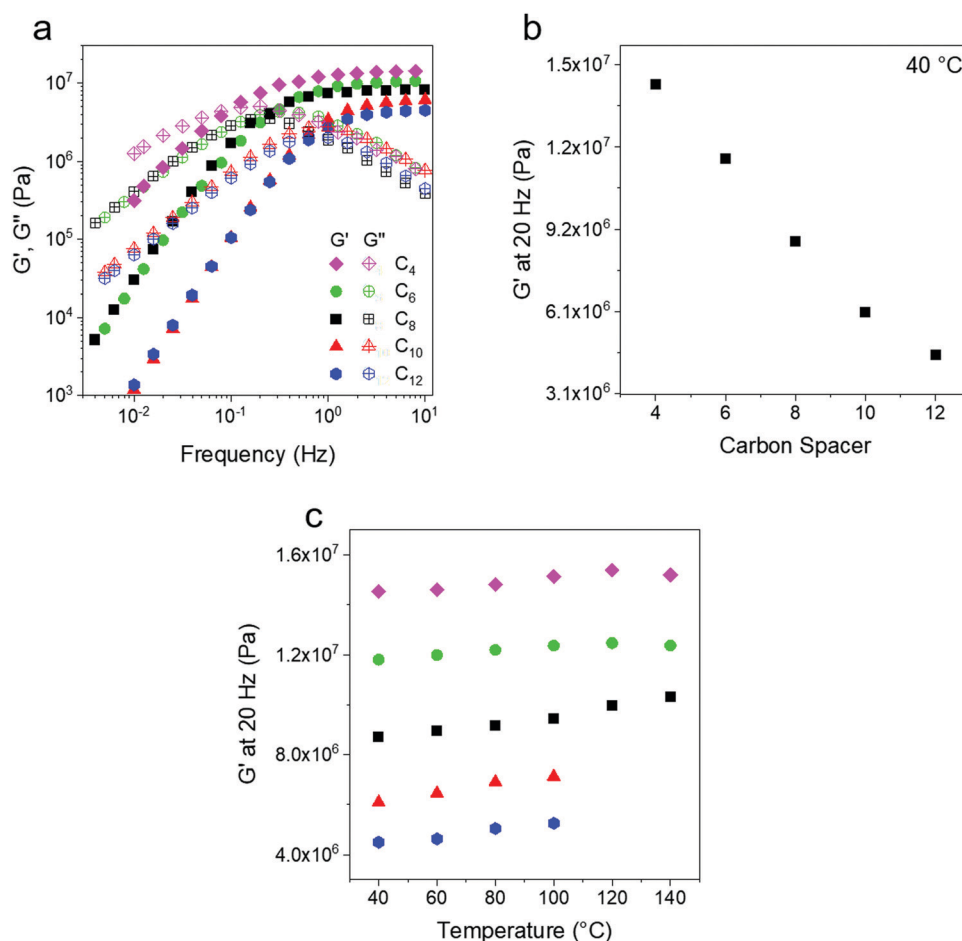 a
G', G'' (Pa)
10⁷
10⁶
10⁵
10⁴
10³
10⁻²
10⁻¹
10⁰
10¹
Frequency (Hz)
G' G''
C₄
C₆
C₈
C₁₀
C₁₂
b
40 °C
G' at 20 Hz (Pa)
1.5x10⁷
1.2x10⁷
9.2x10⁶
6.1x10⁶
3.1x10⁶
4 6 8 10 12
Carbon Spacer
c
G' at 20 Hz (Pa)
1.6x10⁷
1.2x10⁷
8.0x10⁶
4.0x10⁶
40 60 80 100 120 140
Temperature (°C)